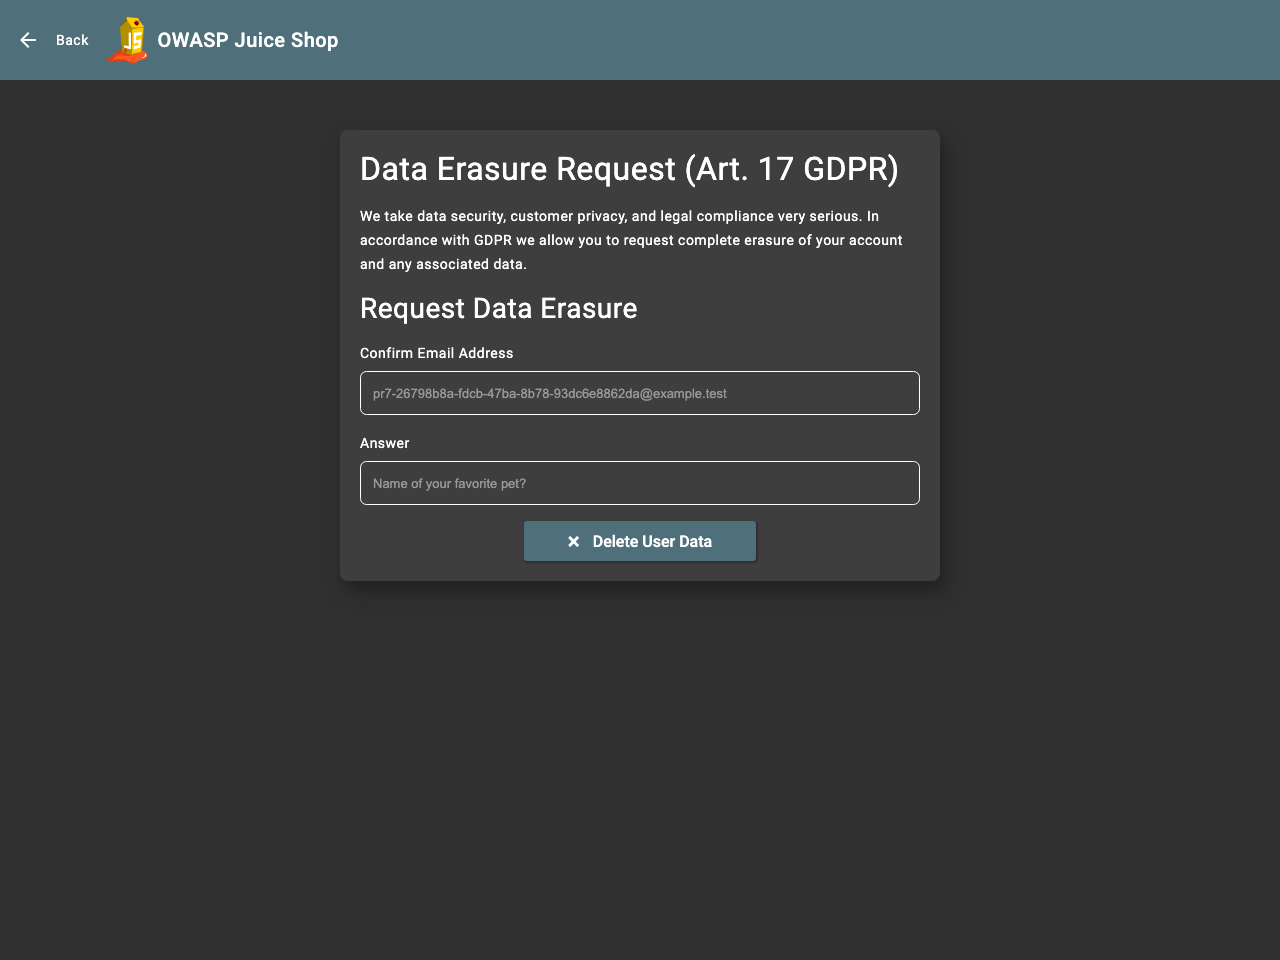 Back
JS
OWASP Juice Shop
Data Erasure Request (Art. 17 GDPR)
We take data security, customer privacy, and legal compliance very serious. In
accordance with GDPR we allow you to request complete erasure of your account
and any associated data.
Request Data Erasure
Confirm Email Address
pr7-26798b8a-fdcb-47ba-8b78-93dc6e8862da@example.test
Answer
Name of your favorite pet?
Delete User Data